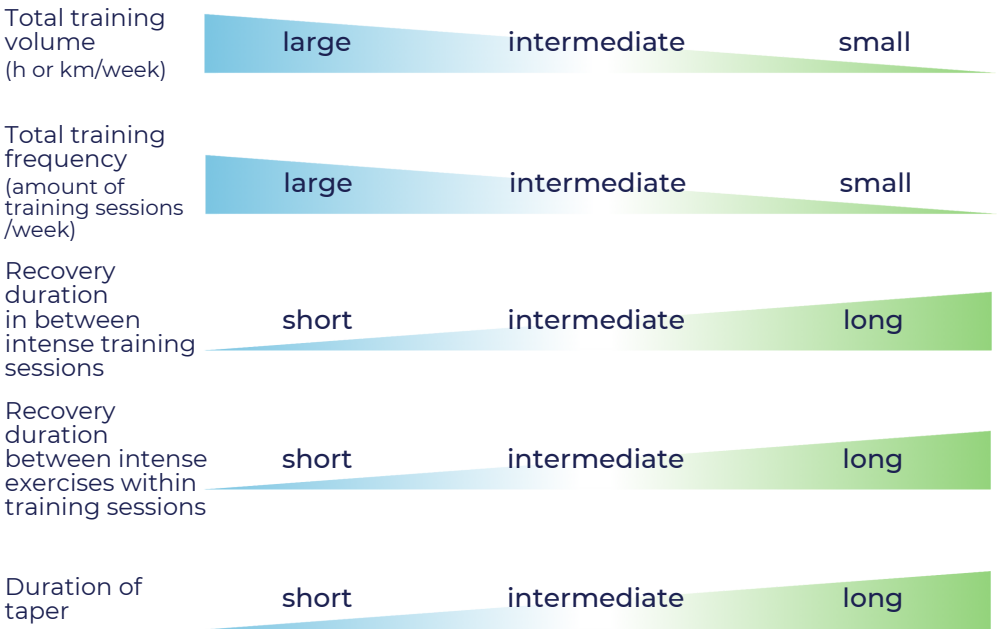 Total training
volume
(h or km/week)
large intermediate small
Total training
frequency
(amount of
training sessions
/week)
large intermediate small
Recovery
duration
in between
intense training
sessions
short intermediate long
Recovery
duration
between intense
exercises within
training sessions
short intermediate long
Duration of
taper
short intermediate long